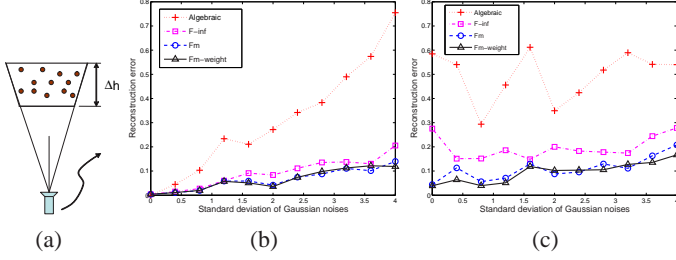 Δh
(a)
Reconstruction error
0.8
0.7
0.6
0.5
0.4
0.3
0.2
0.1
0
Algebraic
F-inf
Fm
Fm-weight
0 0.5 1 1.5 2 2.5 3 3.5 4
Standard deviation of Gaussian noises
(b)
Reconstruction error
0.8
0.7
0.6
0.5
0.4
0.3
0.2
0.1
0
Algebraic
F-inf
Fm
Fm-weight
0 0.5 1 1.5 2 2.5 3 3.5 4
Standard deviation of Gaussian noises
(c)